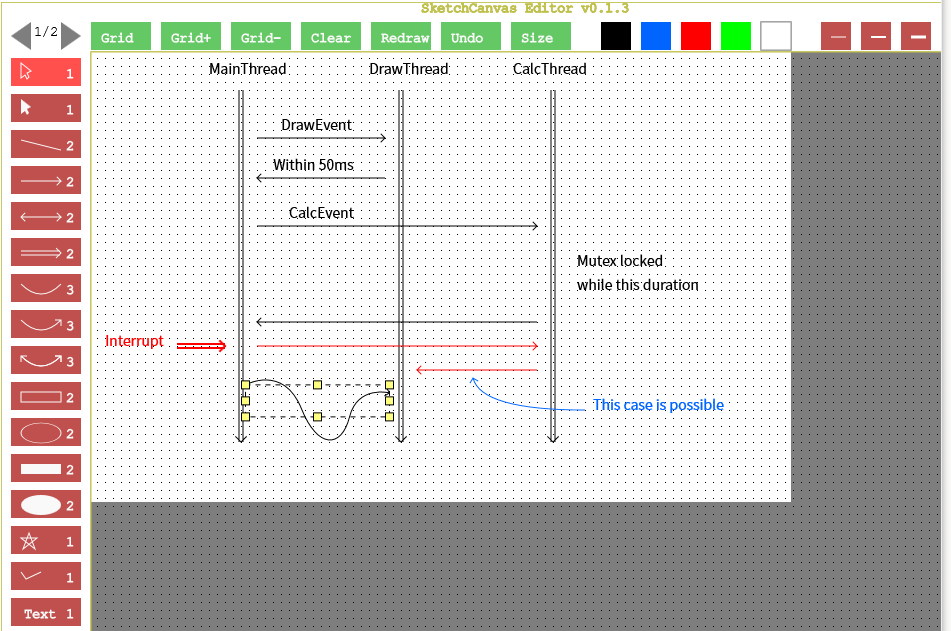 SketchCanvas Editor v0.1.3
1/2
Grid
Grid+
Grid-
Clear
Redraw
Undo
Size
1
1
2
2
2
2
3
3
3
2
2
2
2
1
1
Text 1
MainThread
DrawThread
CalcThread
DrawEvent
Within 50ms
CalcEvent
Mutex locked
while this duration
Interrupt
This case is possible